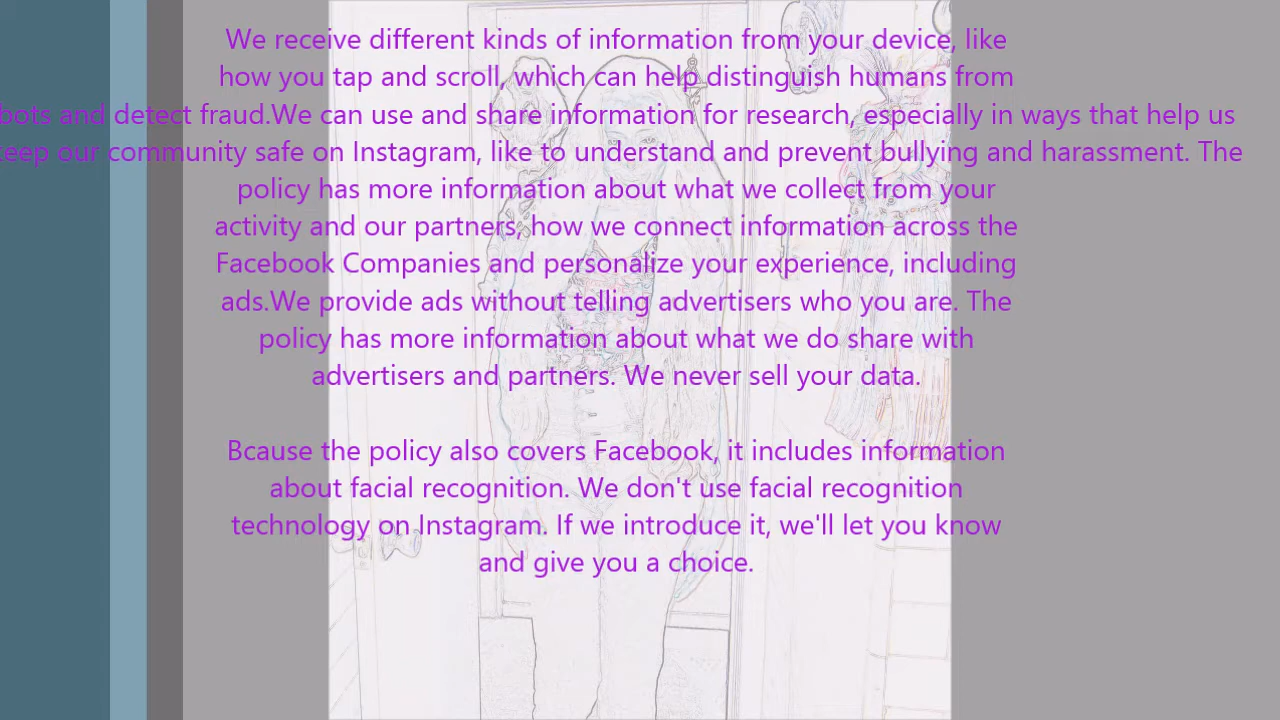 We receive different kinds of information from your device, like
how you tap and scroll, which can help distinguish humans from
bots and detect fraud.We can use and share information for research, especially in ways that help us
keep our community safe on Instagram, like to understand and prevent bullying and harassment. The
policy has more information about what we collect from your
activity and our partners, how we connect information across the
Facebook Companies and personalize your experience, including
ads.We provide ads without telling advertisers who you are. The
policy has more information about what we do share with
advertisers and partners. We never sell your data.
Bcause the policy also covers Facebook, it includes information
about facial recognition. We don't use facial recognition
technology on Instagram. If we introduce it, we'll let you know
and give you a choice.